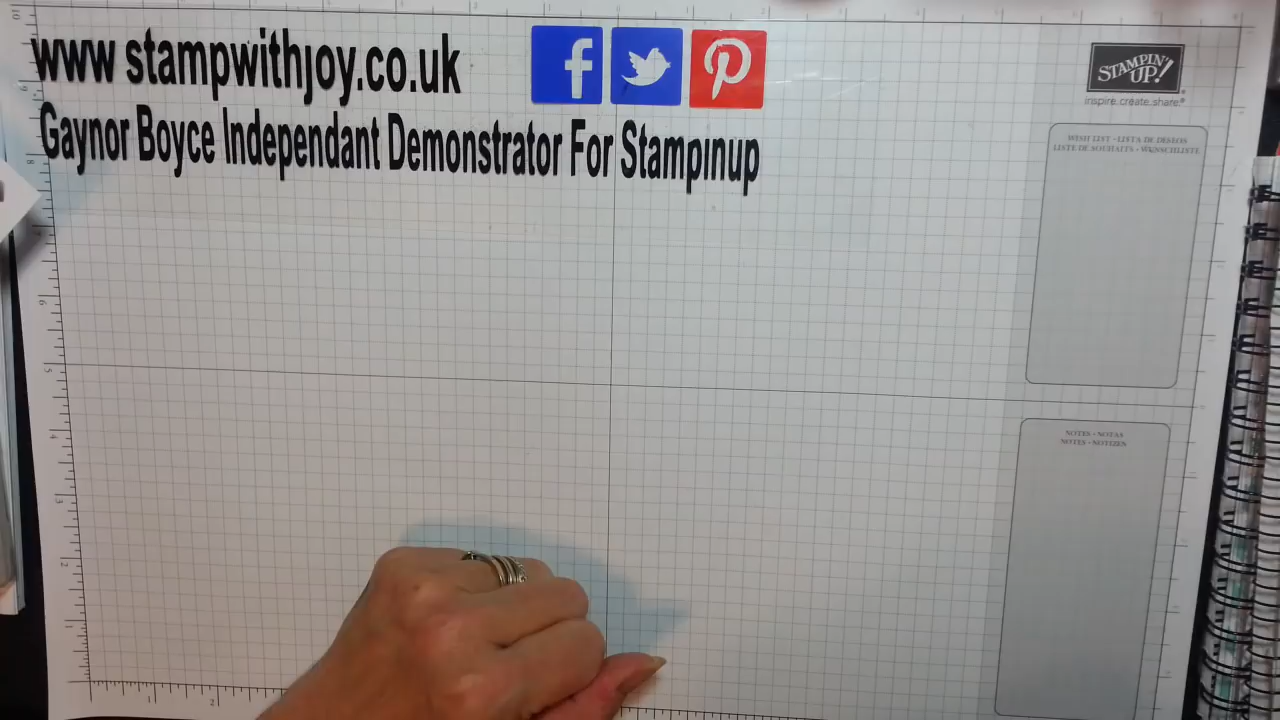 www stampwithjoy.co.uk
Gaynor Boyce Independant Demonstrator For Stampinup
STAMPIN' UP!
inspire.create.share.
WISH LIST • LISTA DE DESEOS
LISTE DE SOUHAITS • WUNSCHLISTE
NOTES • NOTAS
NOTES • NOTIZEN